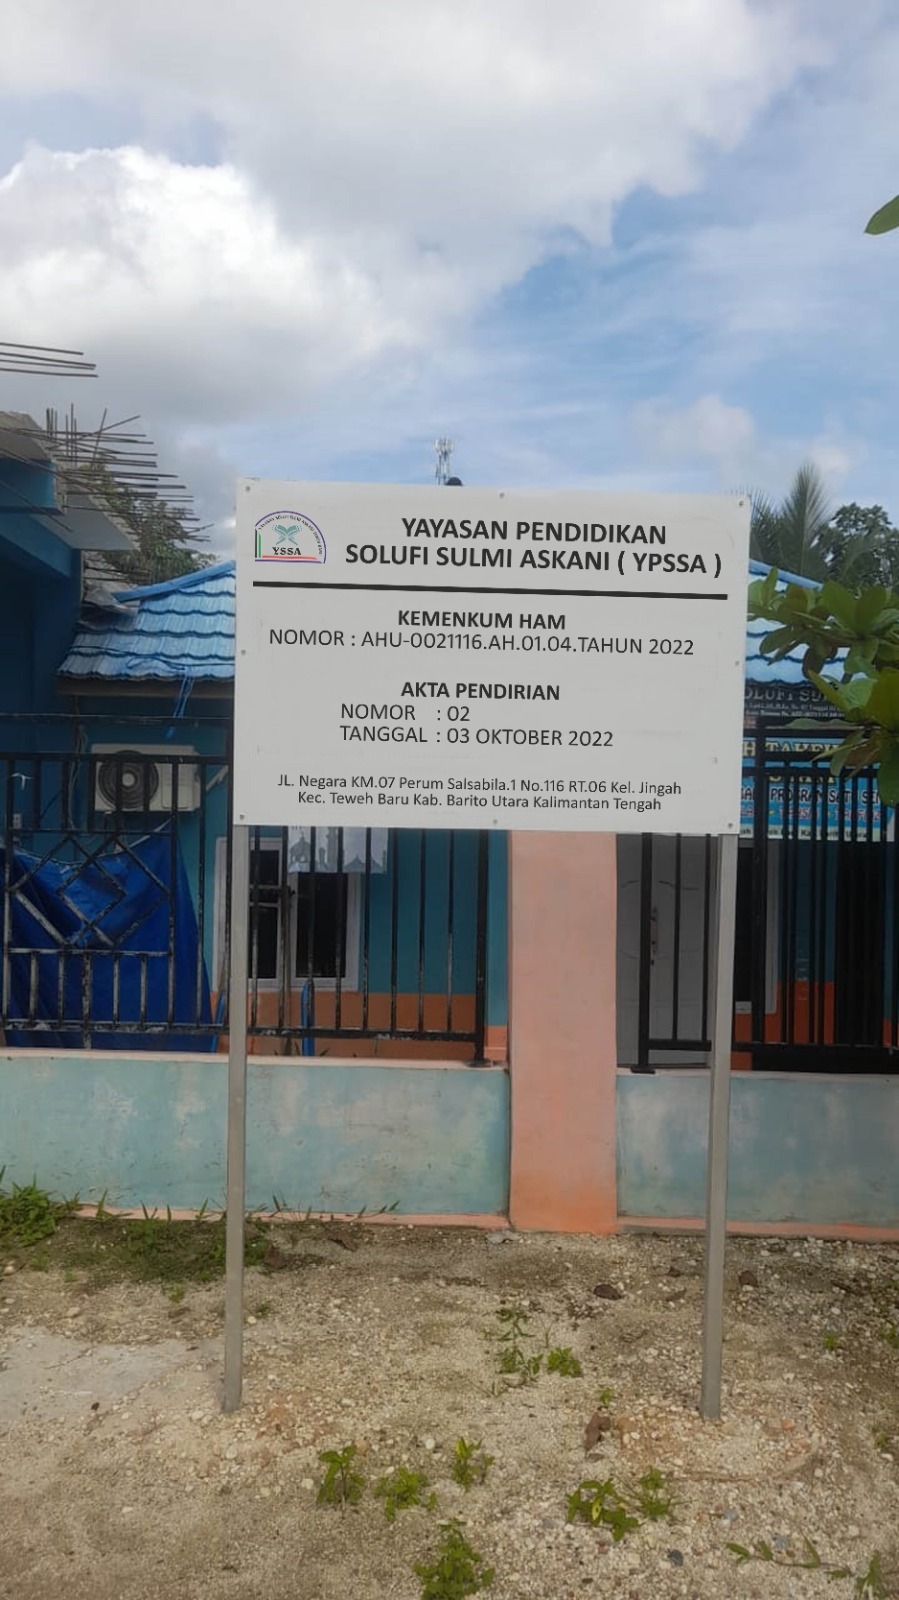 YSSA
YAYASAN PENDIDIKAN
SOLUFI SULMI ASKANI ( YPSSA )
KEMENKUM HAM
NOMOR : AHU-0021116.AH.01.04.TAHUN 2022
AKTA PENDIRIAN
NOMOR : 02
TANGGAL : 03 OKTOBER 2022
JL. Negara KM.07 Perum Salsabila.1 No.116 RT.06 Kel. Jingah
Kec. Teweh Baru Kab. Barito Utara Kalimantan Tengah